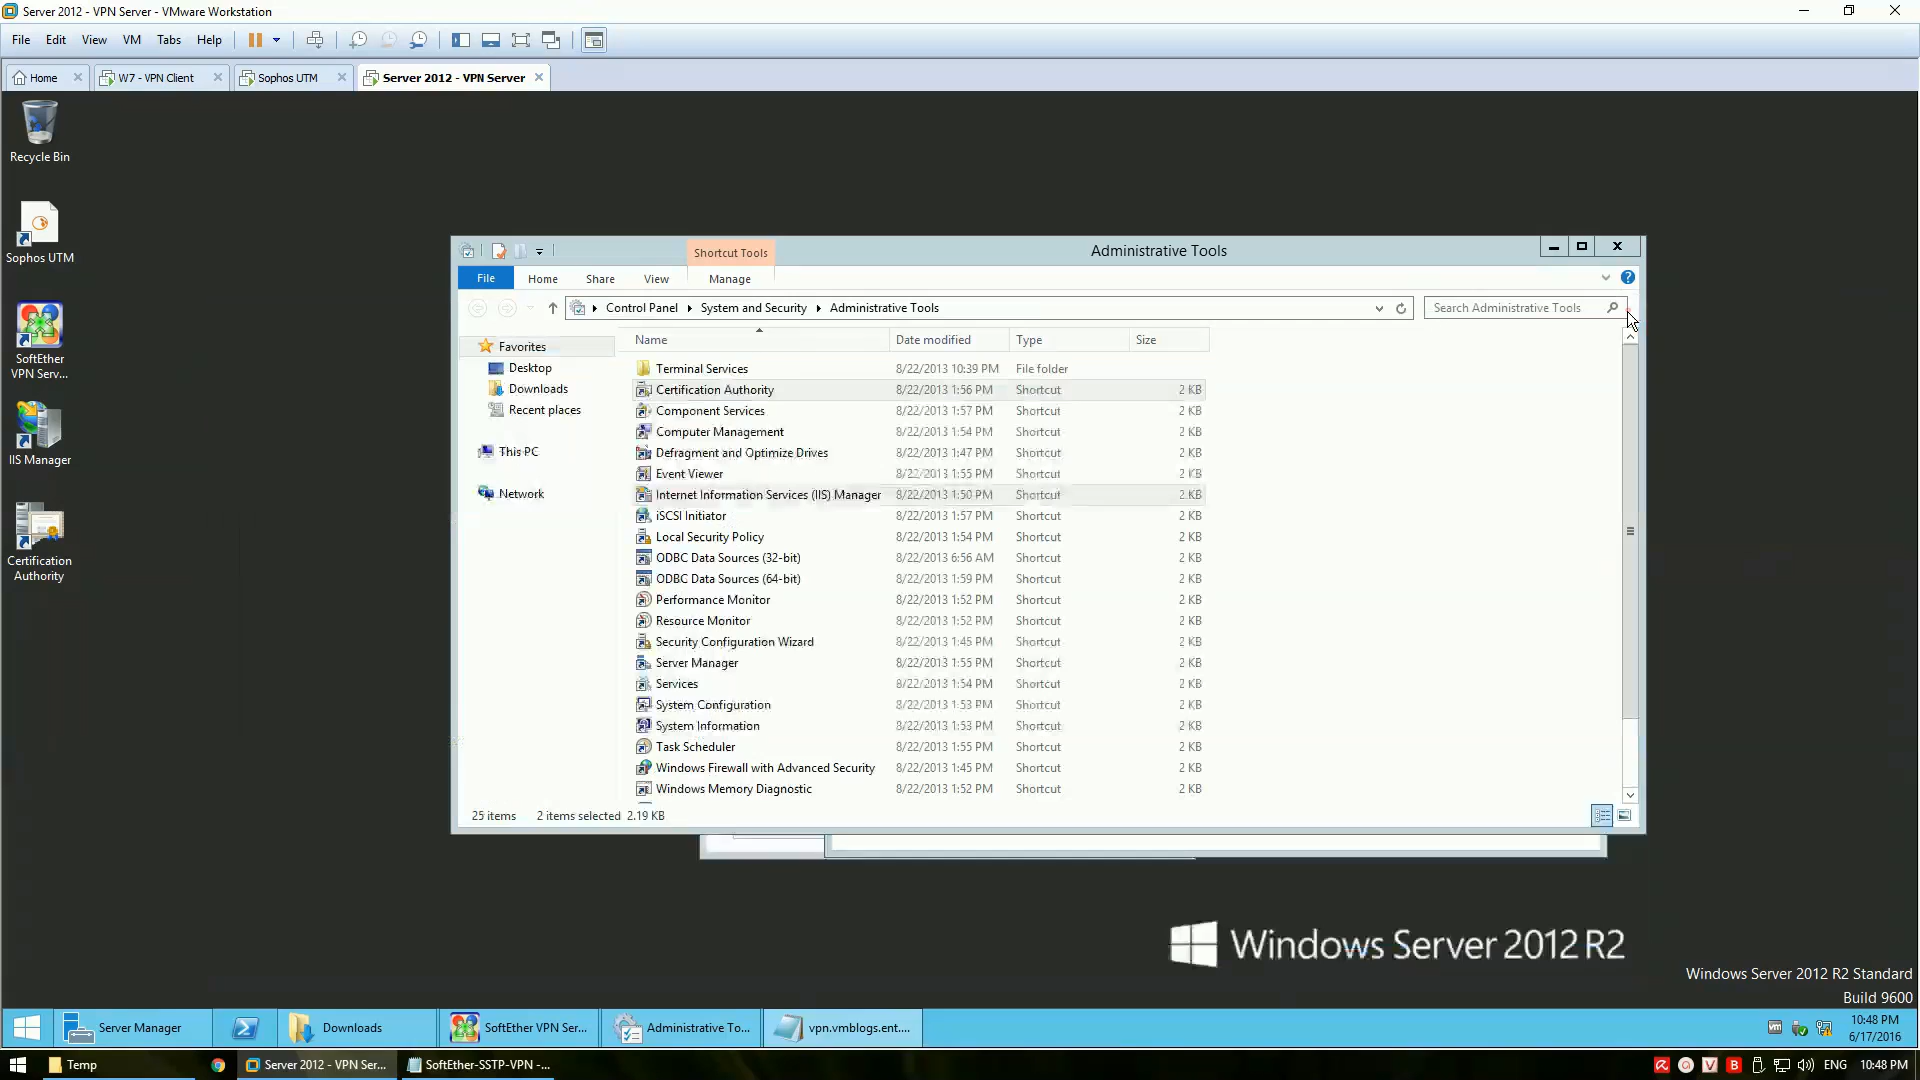 Server 2012 - VPN Server - VMware Workstation
File Edit View VM Tabs Help
Home W7 - VPN Client Sophos UTM Server 2012 - VPN Server
Recycle Bin
Sophos UTM
SoftEther
VPN Serv...
IIS Manager
Certification
Authority
Shortcut Tools
Administrative Tools
File Home Share View Manage
Control Panel System and Security Administrative Tools
Search Administrative Tools
Favorites
Desktop
Downloads
Recent places
This PC
Network
Name Date modified Type Size
Terminal Services 8/22/2013 10:39 PM File folder
Certification Authority 8/22/2013 1:56 PM Shortcut 2 KB
Component Services 8/22/2013 1:57 PM Shortcut 2 KB
Computer Management 8/22/2013 1:54 PM Shortcut 2 KB
Defragment and Optimize Drives 8/22/2013 1:47 PM Shortcut 2 KB
Event Viewer 8/22/2013 1:55 PM Shortcut 2 KB
Internet Information Services (IIS) Manager 8/22/2013 1:50 PM Shortcut 2 KB
iSCSI Initiator 8/22/2013 1:57 PM Shortcut 2 KB
Local Security Policy 8/22/2013 1:54 PM Shortcut 2 KB
ODBC Data Sources (32-bit) 8/22/2013 6:56 AM Shortcut 2 KB
ODBC Data Sources (64-bit) 8/22/2013 1:59 PM Shortcut 2 KB
Performance Monitor 8/22/2013 1:52 PM Shortcut 2 KB
Resource Monitor 8/22/2013 1:52 PM Shortcut 2 KB
Security Configuration Wizard 8/22/2013 1:45 PM Shortcut 2 KB
Server Manager 8/22/2013 1:55 PM Shortcut 2 KB
Services 8/22/2013 1:54 PM Shortcut 2 KB
System Configuration 8/22/2013 1:53 PM Shortcut 2 KB
System Information 8/22/2013 1:53 PM Shortcut 2 KB
Task Scheduler 8/22/2013 1:55 PM Shortcut 2 KB
Windows Firewall with Advanced Security 8/22/2013 1:45 PM Shortcut 2 KB
Windows Memory Diagnostic 8/22/2013 1:52 PM Shortcut 2 KB
25 items 2 items selected 2.19 KB
Windows Server 2012 R2
Windows Server 2012 R2 Standard
Build 9600
Server Manager Downloads SoftEther VPN Ser... Administrative To... vpn.vmblogs.ent....
10:48 PM
6/17/2016
Temp Server 2012 - VPN Ser... SoftEther-SSTP-VPN -... ENG 10:48 PM